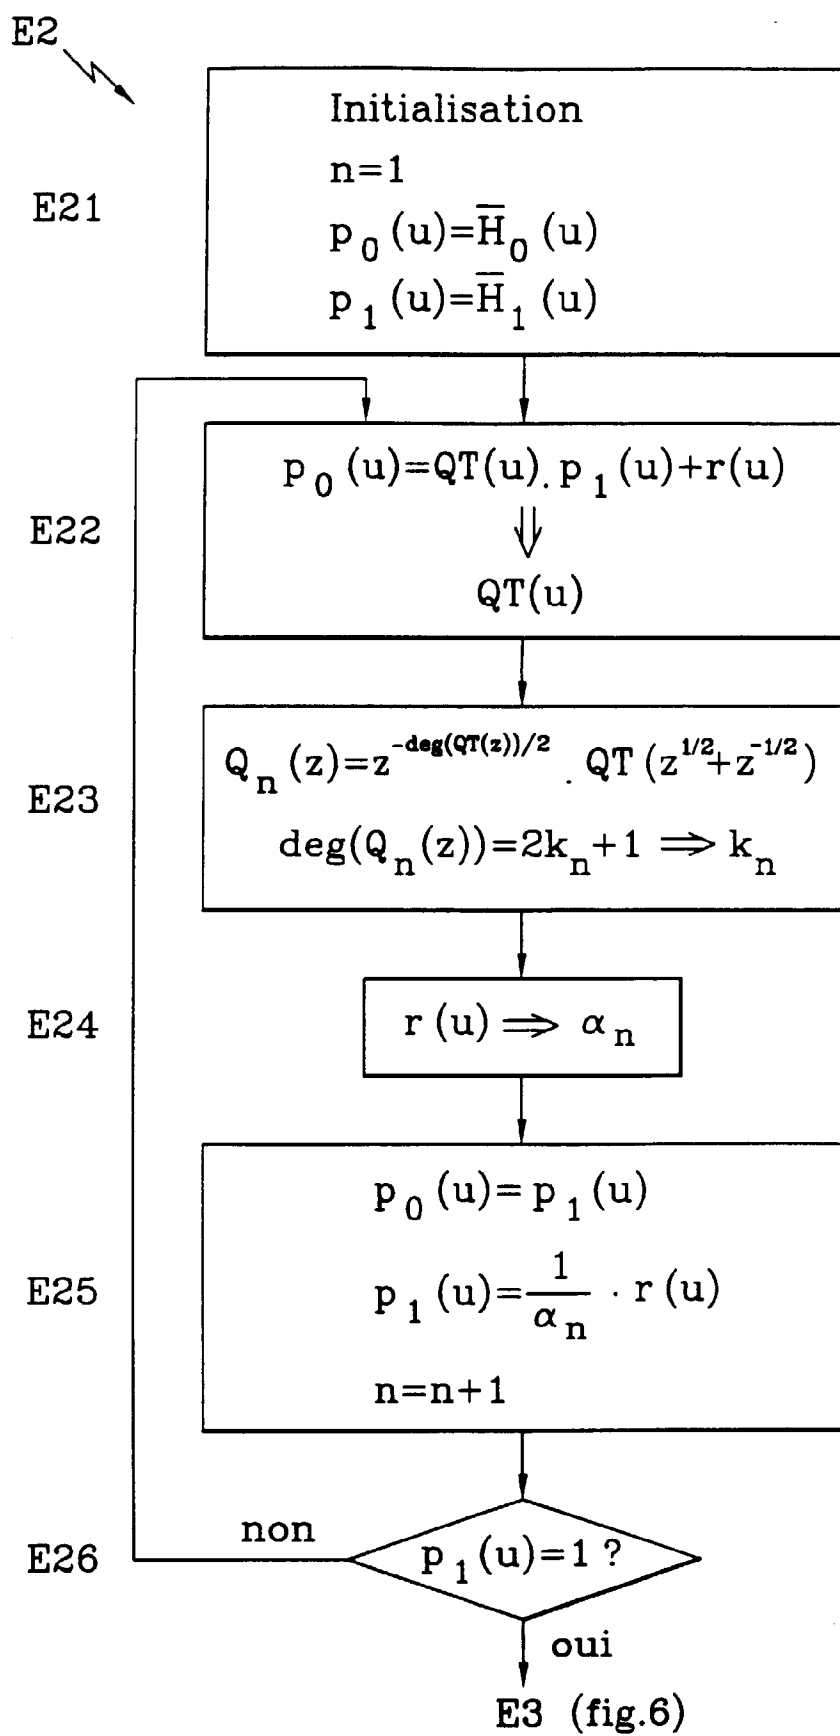 E2
E21
Initialisation
n=1
p₀(u)=H̅₀(u)
p₁(u)=H̅₁(u)
E22
p₀(u)=QT(u).p₁(u)+r(u)
⇓
QT(u)
E23
Qₙ(z)=z^{-deg(QT(z))/2} . QT(z^{1/2}+z^{-1/2})
deg(Qₙ(z))=2kₙ+1 ⇒ kₙ
E24
r(u) ⇒ αₙ
E25
p₀(u)=p₁(u)
p₁(u)=1/αₙ · r(u)
n=n+1
E26
non
p₁(u)=1 ?
oui
E3 (fig.6)